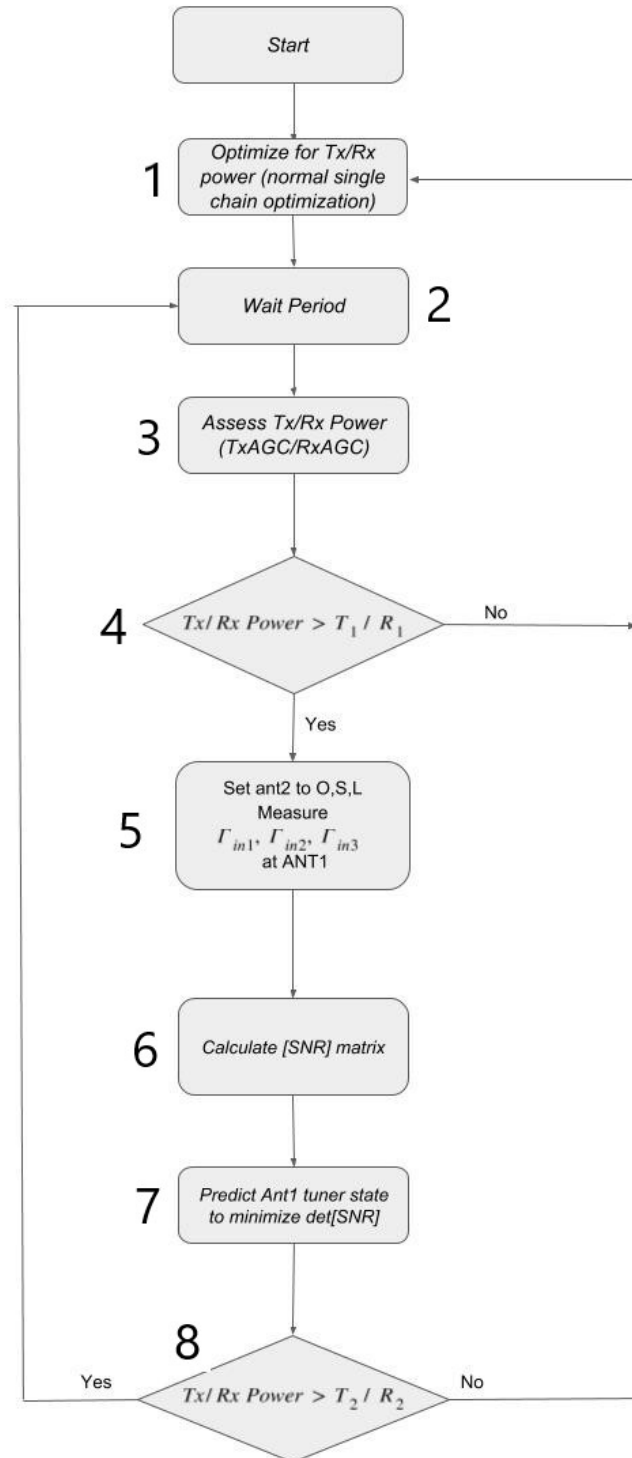 Start
1
Optimize for Tx/Rx
power (normal single
chain optimization)
Wait Period
2
3
Assess Tx/Rx Power
(TxAGC/RxAGC)
4
Tx/ Rx Power > T₁ / R₁
No
Yes
5
Set ant2 to O,S,L
Measure
Γin1, Γin2, Γin3
at ANT1
6
Calculate [SNR] matrix
7
Predict Ant1 tuner state
to minimize det[SNR]
8
Yes
Tx/ Rx Power > T₂ / R₂
No